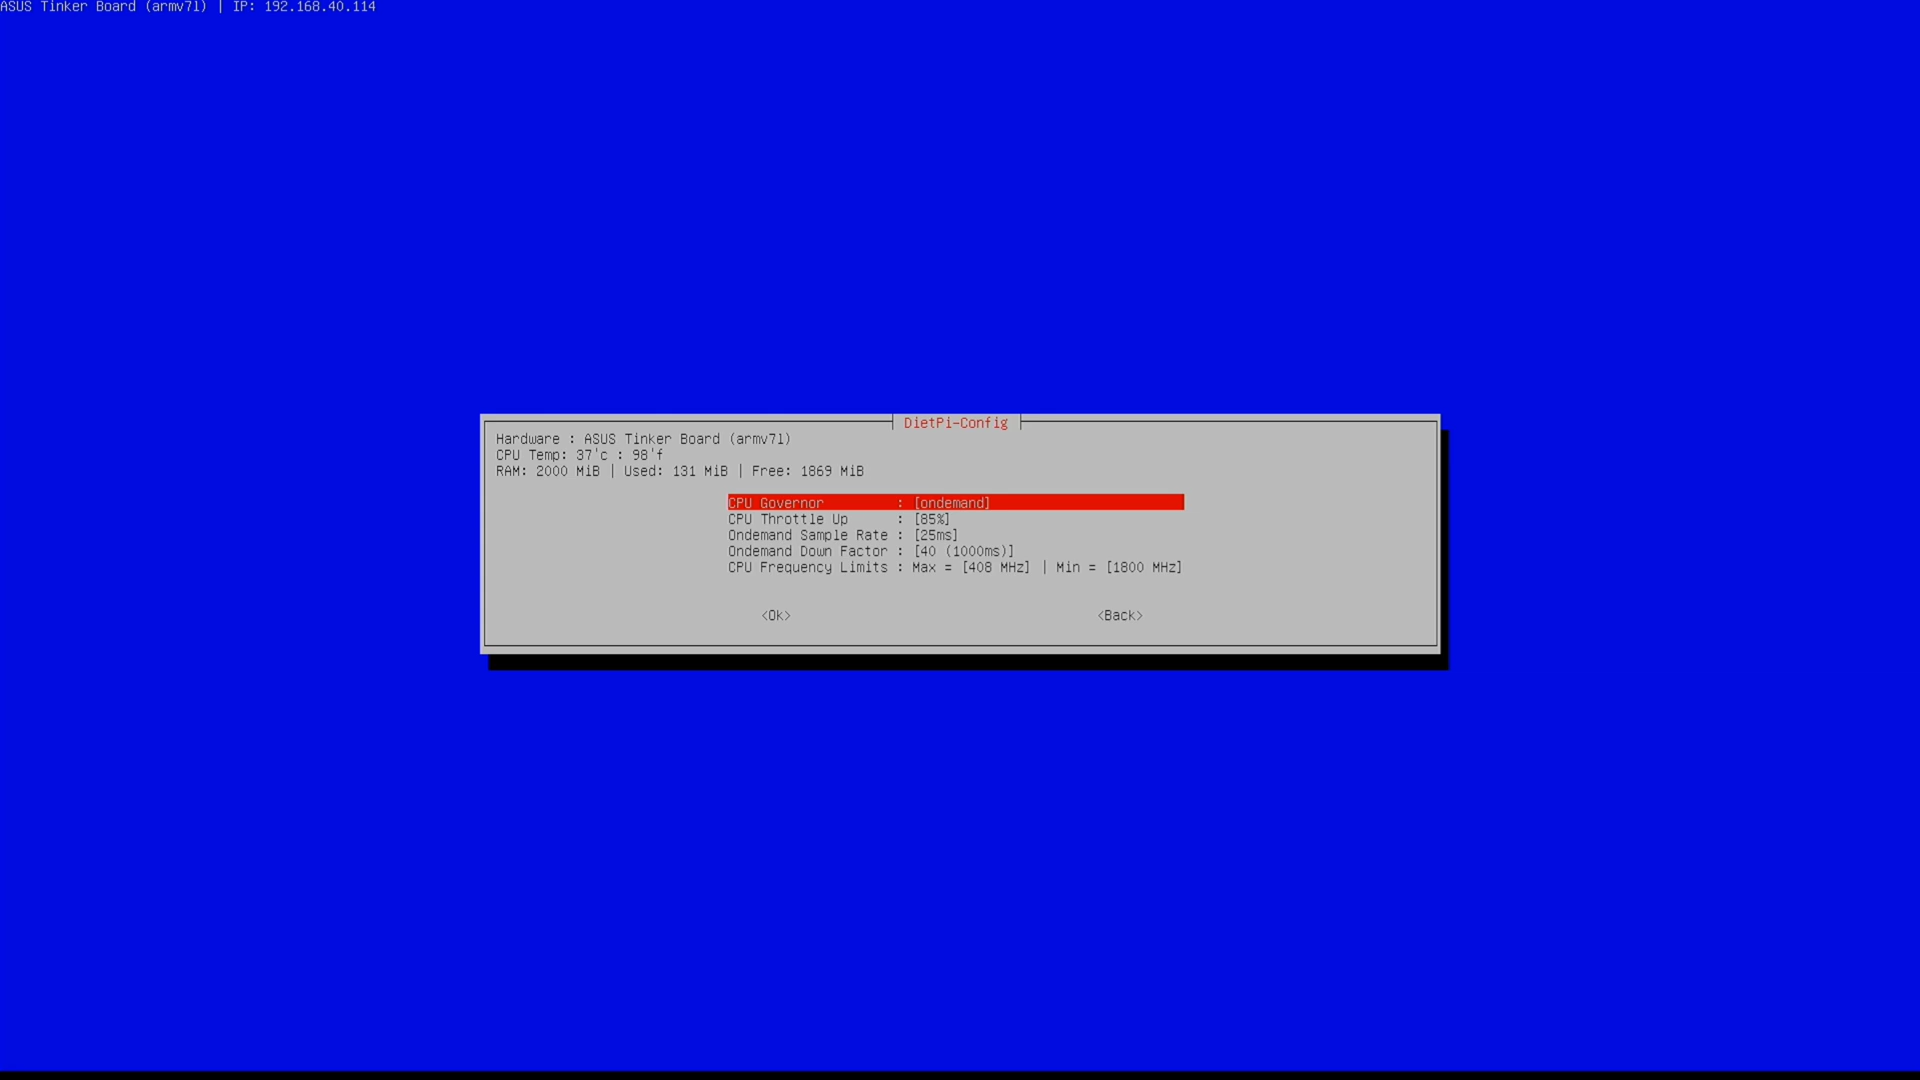 ASUS Tinker Board (armv7l) | IP: 192.168.40.114
DietPi-Config
Hardware : ASUS Tinker Board (armv7l)
CPU Temp: 37'c : 98'f
RAM: 2000 MiB | Used: 131 MiB | Free: 1869 MiB
CPU Governor : [ondemand]
CPU Throttle Up : [85%]
Ondemand Sample Rate : [25ms]
Ondemand Down Factor : [40 (1000ms)]
CPU Frequency Limits : Max = [408 MHz] | Min = [1800 MHz]
<Ok> <Back>